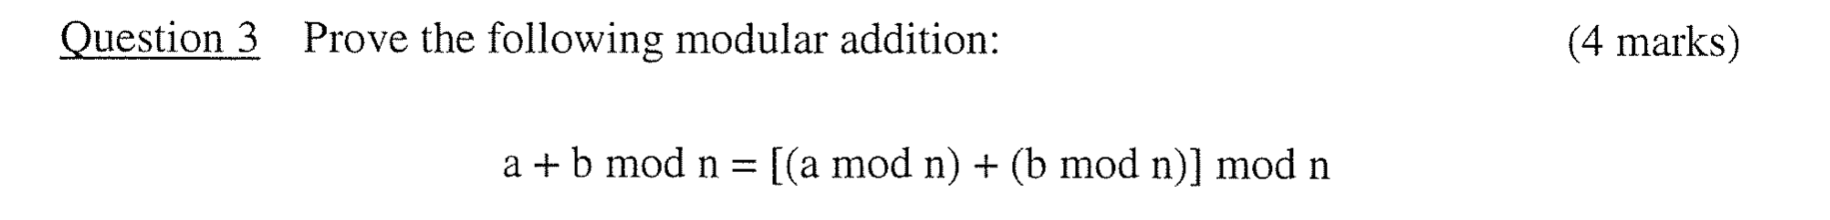 Question 3 Prove the following modular addition: (4 marks)
a + b mod n = [(a mod n) + (b mod n)] mod n